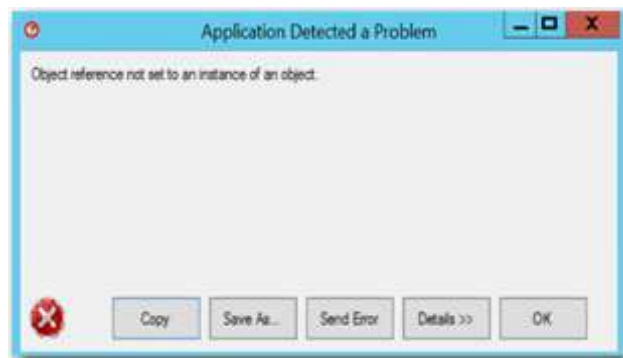 Application Detected a Problem
Object reference not set to an instance of an object.
Copy
Save As...
Send Error
Details >>
OK